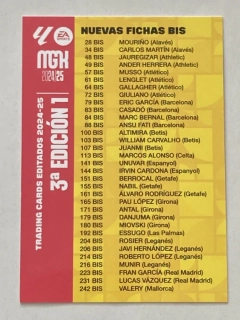 EA SPORTS
MGK
2024|25
TRADING CARDS EDITADOS 2024-25
3ª EDICIÓN 1
NUEVAS FICHAS BIS
28 BIS MOURIÑO (Alavés)
34 BIS CARLOS MARTÍN (Alavés)
46 BIS JAUREGIZAR (Athletic)
49 BIS ANDER HERRERA (Athletic)
57 BIS MUSSO (Atlético)
61 BIS LENGLET (Atlético)
64 BIS GALLAGHER (Atlético)
72 BIS GIULIANO (Atlético)
79 BIS ERIC GARCÍA (Barcelona)
83 BIS CASADÓ (Barcelona)
84 BIS MARC BERNAL (Barcelona)
88 BIS ANSU FATI (Barcelona)
100 BIS ALTIMIRA (Betis)
103 BIS WILLIAM CARVALHO (Betis)
107 BIS JUANMI (Betis)
113 BIS MARCOS ALONSO (Celta)
141 BIS UNUVAR (Espanyol)
144 BIS IRVIN CARDONA (Espanyol)
151 BIS BERROCAL (Getafe)
155 BIS NABIL (Getafe)
161 BIS ÁLVARO RODRÍGUEZ (Getafe)
165 BIS PAU LÓPEZ (Girona)
171 BIS ANTAL (Girona)
179 BIS DANJUMA (Girona)
180 BIS MIOVSKI (Girona)
192 BIS ESSUGO (Las Palmas)
204 BIS ROSIER (Leganés)
206 BIS JAVI HERNÁNDEZ (Leganés)
214 BIS ROBERTO LÓPEZ (Leganés)
216 BIS MUNIR (Leganés)
223 BIS FRAN GARCÍA (Real Madrid)
231 BIS LUCAS VÁZQUEZ (Real Madrid)
242 BIS VALERY (Mallorca)